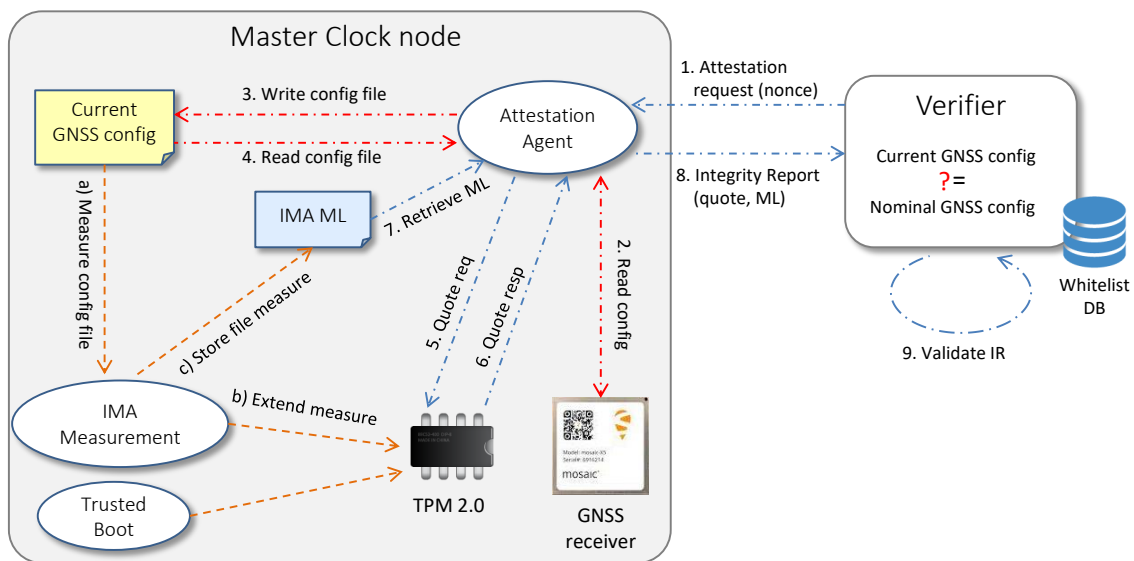 Master Clock node
1. Attestation
request (nonce)
3. Write config file
Current
GNSS config
Attestation
Agent
Verifier
4. Read config file
8. Integrity Report
(quote, ML)
Current GNSS config
?=
Nominal GNSS config
a) Measure config file
IMA ML
7. Retrieve ML
2. Read config
5. Quote req
6. Quote resp
c) Store file measure
Whitelist
DB
9. Validate IR
b) Extend measure
IMA
Measurement
Model: mosaic-X5
mosaic
Trusted
Boot
TPM 2.0
GNSS
receiver